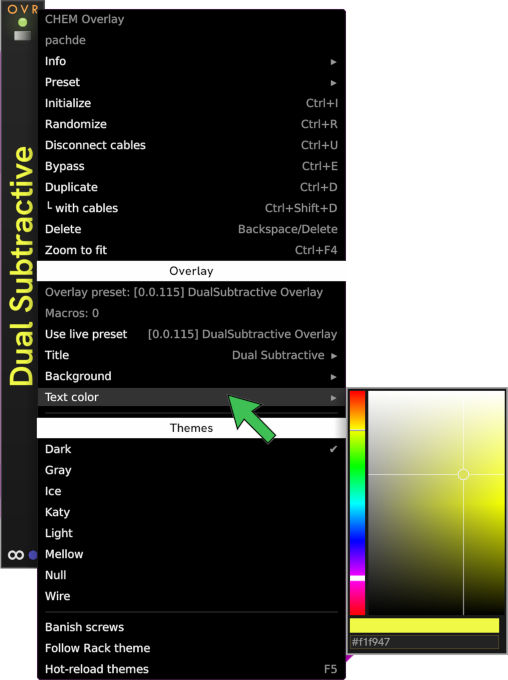 OVR
Dual Subtractive
CHEM Overlay
pachde
Info ▸
Preset ▸
Initialize Ctrl+I
Randomize Ctrl+R
Disconnect cables Ctrl+U
Bypass Ctrl+E
Duplicate Ctrl+D
└ with cables Ctrl+Shift+D
Delete Backspace/Delete
Zoom to fit Ctrl+F4
Overlay
Overlay preset: [0.0.115] DualSubtractive Overlay
Macros: 0
Use live preset [0.0.115] DualSubtractive Overlay
Title Dual Subtractive ▸
Background ▸
Text color ▸
Themes
Dark ✔
Gray
Ice
Katy
Light
Mellow
Null
Wire
Banish screws
Follow Rack theme
Hot-reload themes F5
#f1f947